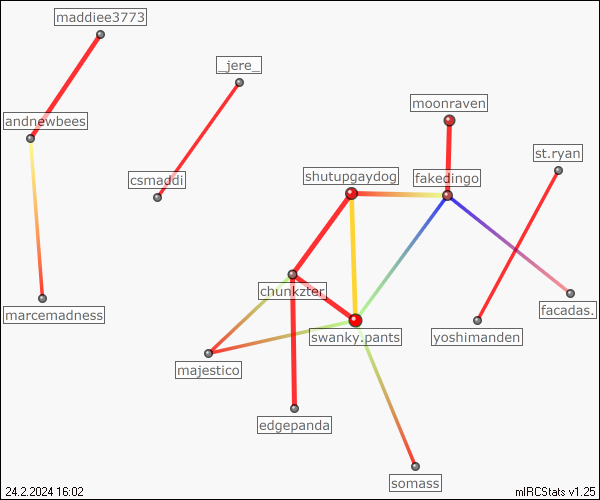 maddiee3773
_jere_
moonraven
andnewbees
st.ryan
shutupgaydog
fakedingo
csmaddi
chunkzter
marcemadness
facadas.
swanky.pants
yoshimanden
majestico
edgepanda
somass
24.2.2024 16:02
mIRCStats v1.25